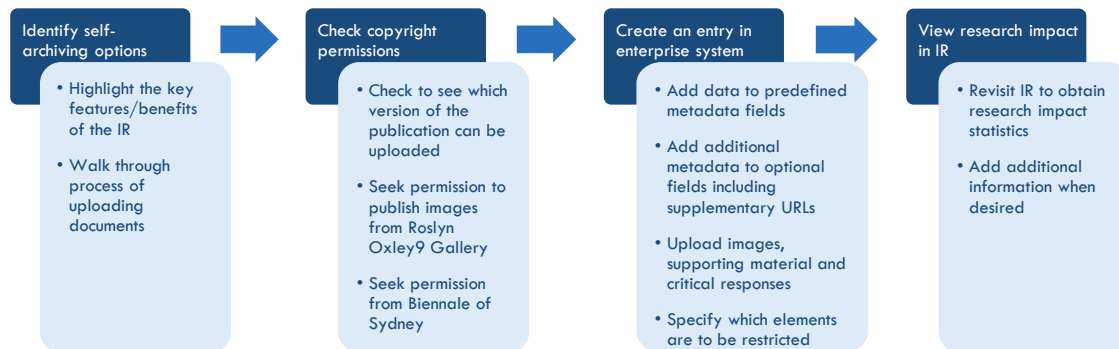 Identify self-
archiving options
• Highlight the key
features/benefits
of the IR
• Walk through
process of
uploading
documents
Check copyright
permissions
• Check to see which
version of the
publication can be
uploaded
• Seek permission to
publish images
from Roslyn
Oxley9 Gallery
• Seek permission
from Biennale of
Sydney
Create an entry in
enterprise system
• Add data to predefined
metadata fields
• Add additional
metadata to optional
fields including
supplementary URLs
• Upload images,
supporting material and
critical responses
• Specify which elements
are to be restricted
View research impact
in IR
• Revisit IR to obtain
research impact
statistics
• Add additional
information when
desired